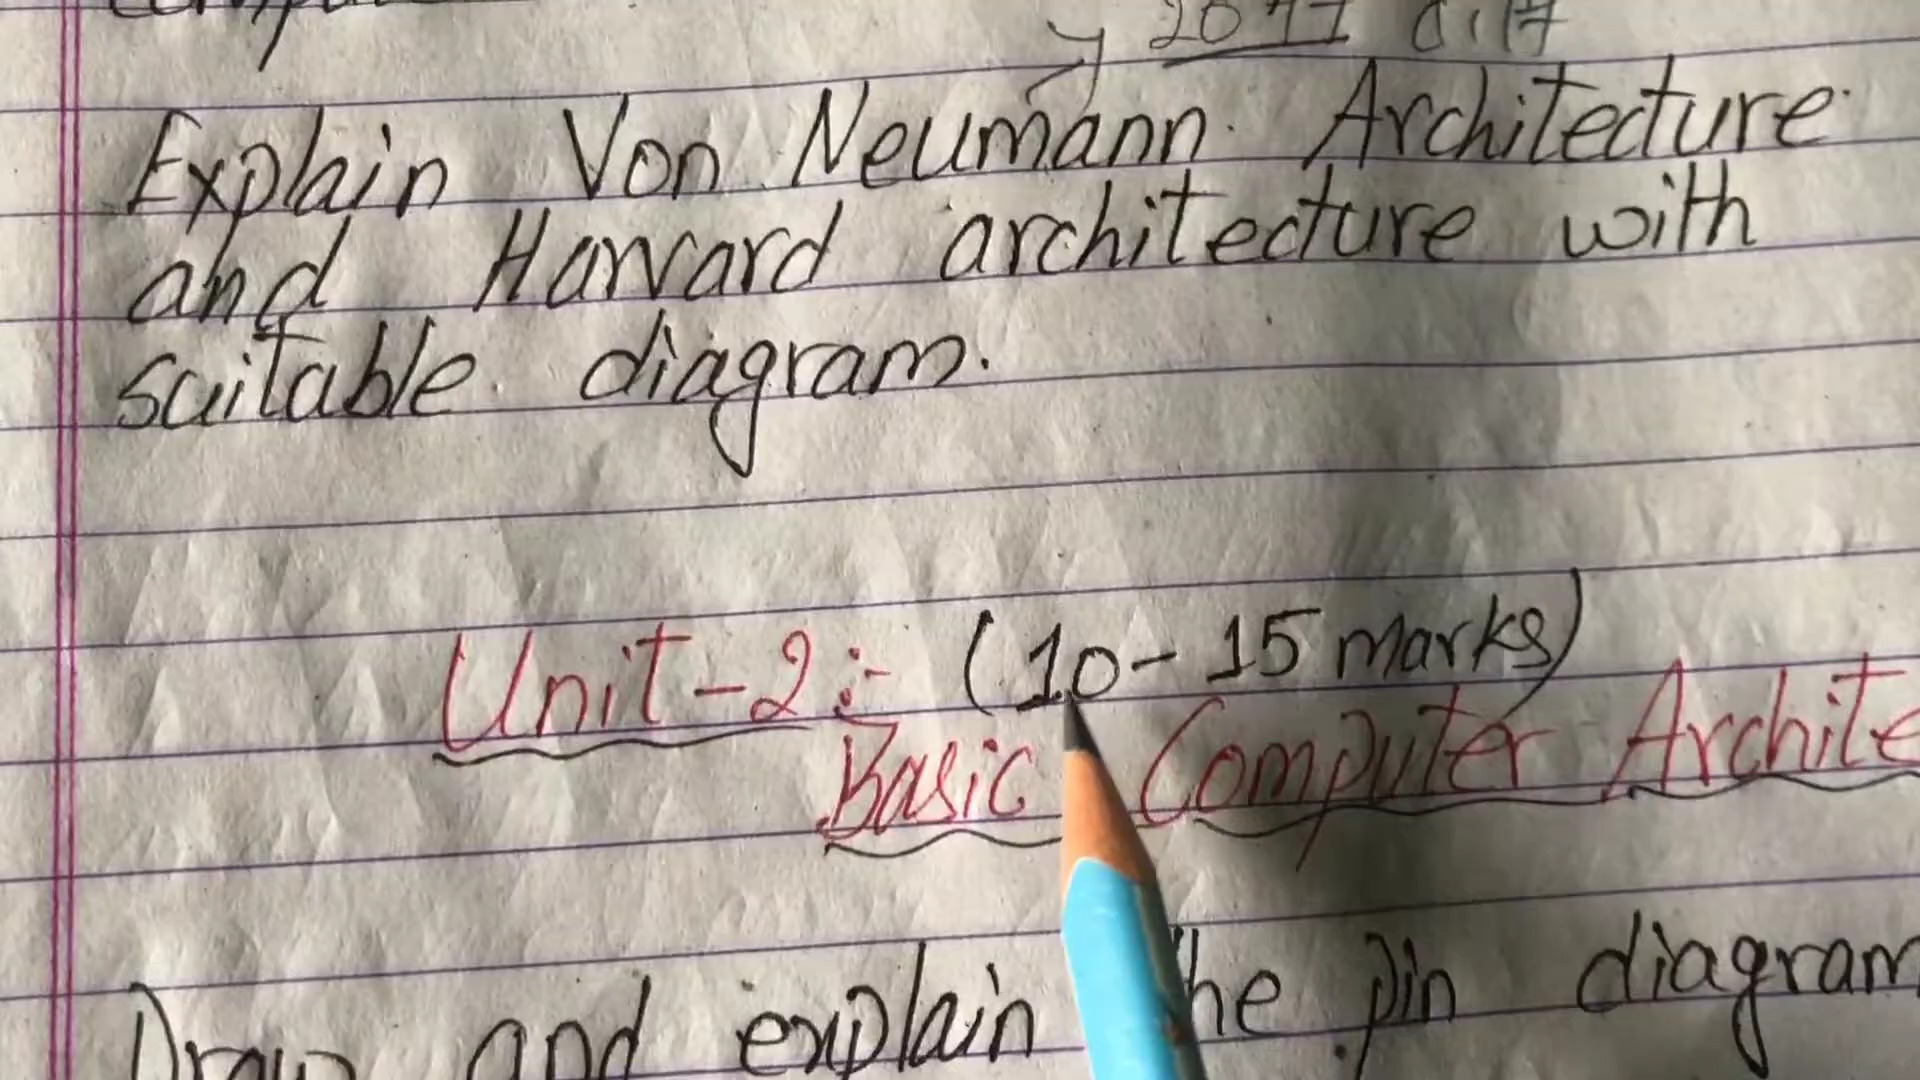 Explain Von Neumann Architecture
and Harvard architecture with
suitable diagram.
Unit-2:- (10-15 marks)
Basic Computer Archite
Draw and explain the pin diagram